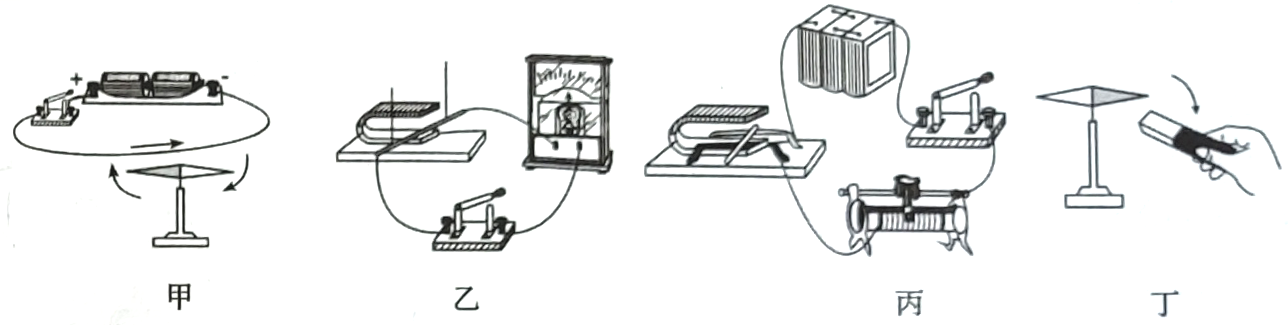 + -
甲 乙 丙 丁